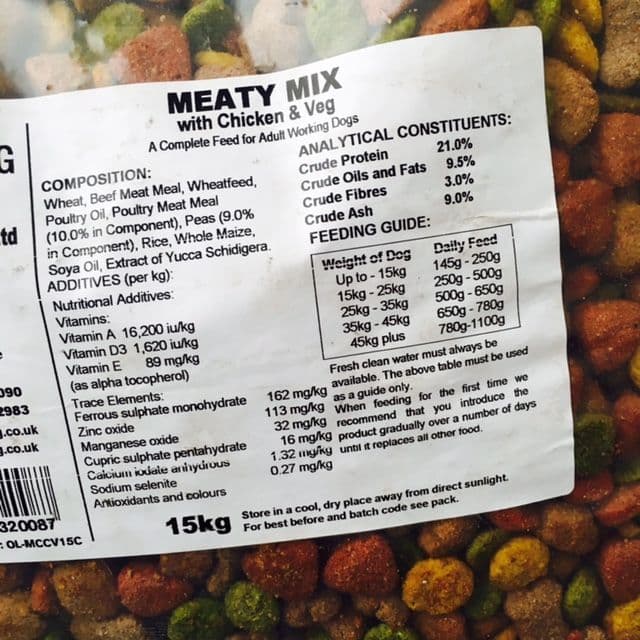 MEATY MIX
with Chicken & Veg
A Complete Feed for Adult Working Dogs
G
td
090
2983
.co.uk
.co.uk
320087
: OL-MCCV15C
COMPOSITION:
Wheat, Beef Meat Meal, Wheatfeed,
Poultry Oil, Poultry Meat Meal
(10.0% in Component), Peas (9.0%
in Component), Rice, Whole Maize,
Soya Oil, Extract of Yucca Schidigera.
ADDITIVES (per kg):
Nutritional Additives:
Vitamins:
Vitamin A 16,200 iu/kg
Vitamin D3 1,620 iu/kg
Vitamin E 89 mg/kg
(as alpha tocopherol)
Trace Elements:
Ferrous sulphate monohydrate 162 mg/kg
Zinc oxide 113 mg/kg
Manganese oxide 32 mg/kg
Cupric sulphate pentahydrate 16 mg/kg
Calcium iodate anhydrous 1.32 mg/kg
Sodium selenite 0.27 mg/kg
Antioxidants and colours
ANALYTICAL CONSTITUENTS:
Crude Protein 21.0%
Crude Oils and Fats 9.5%
Crude Fibres 3.0%
Crude Ash 9.0%
FEEDING GUIDE:
Weight of Dog Daily Feed
Up to - 15kg 145g - 250g
15kg - 25kg 250g - 500g
25kg - 35kg 500g - 650g
35kg - 45kg 650g - 780g
45kg plus 780g-1100g
Fresh clean water must always be
available. The above table must be used
as a guide only.
When feeding for the first time we
recommend that you introduce the
product gradually over a number of days
until it replaces all other food.
15kg
Store in a cool, dry place away from direct sunlight.
For best before and batch code see pack.